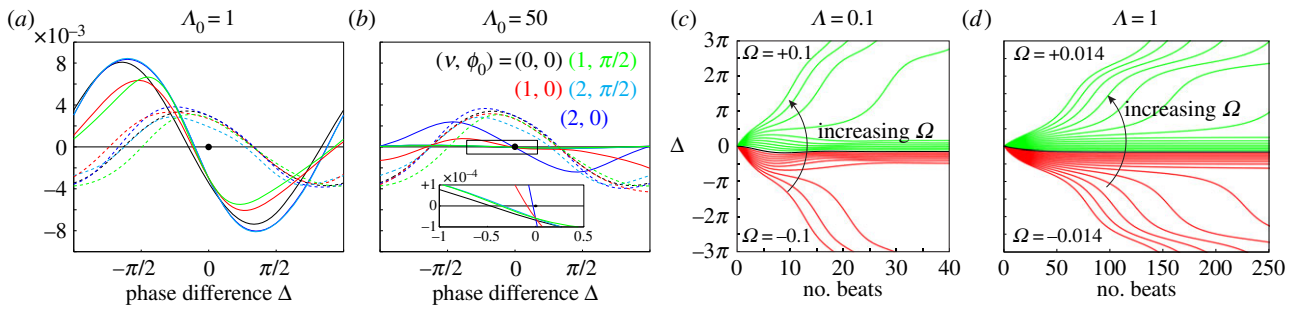 (a) Λ₀ = 1
×10⁻³
8
4
0
−4
−8
−π/2 0 π/2
phase difference Δ
(b) Λ₀ = 50
(ν, ϕ₀) = (0, 0) (1, π/2)
(1, 0) (2, π/2)
(2, 0)
×10⁻⁴
+1
0
−1
−1 −0.5 0 0.5
−π/2 0 π/2
phase difference Δ
(c) Λ = 0.1
3π
2π
π
Δ 0
−π
−2π
−3π
Ω = +0.1
increasing Ω
Ω = −0.1
0 10 20 30 40
no. beats
(d) Λ = 1
Ω = +0.014
increasing Ω
Ω = −0.014
0 50 100 150 200 250
no. beats